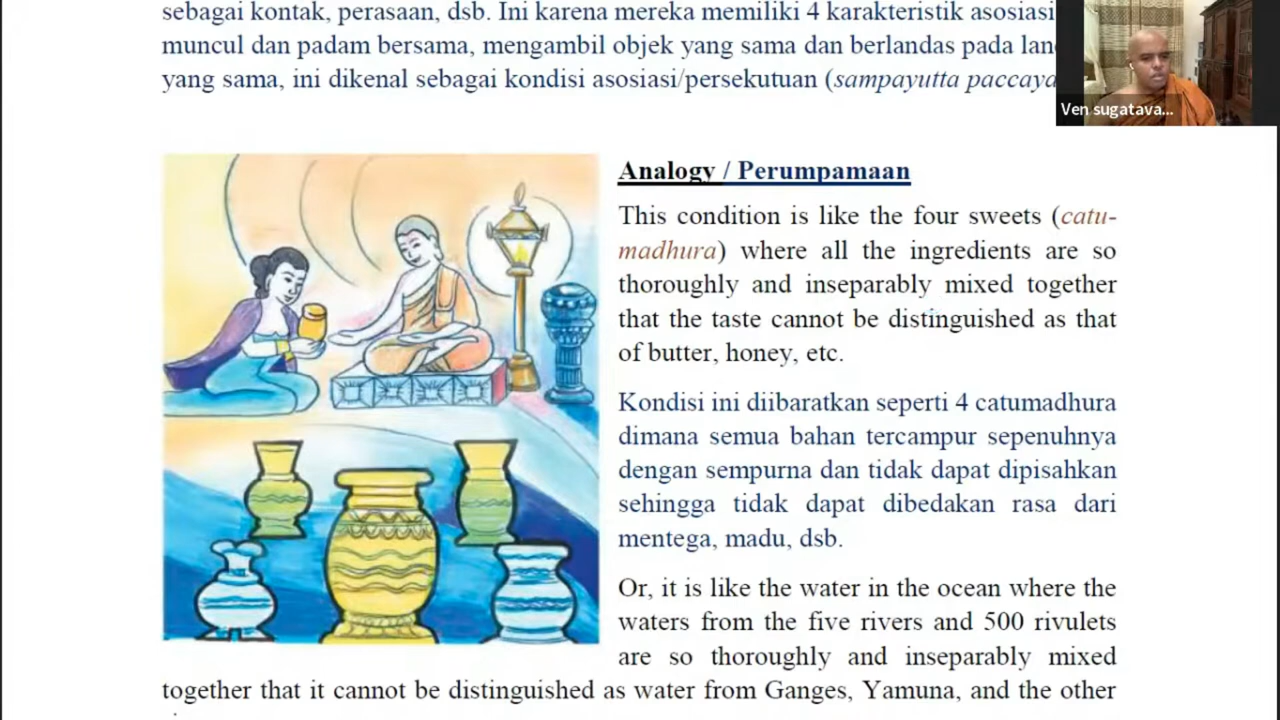 sebagai kontak, perasaan, dsb. Ini karena mereka memiliki 4 karakteristik asosiasi
muncul dan padam bersama, mengambil objek yang sama dan berlandas pada
yang sama, ini dikenal sebagai kondisi asosiasi/persekutuan (sampayutta paccaya
Ven sugatava...
Analogy / Perumpamaan
This condition is like the four sweets (catu-
madhura) where all the ingredients are so
thoroughly and inseparably mixed together
that the taste cannot be distinguished as that
of butter, honey, etc.
Kondisi ini diibaratkan seperti 4 catumadhura
dimana semua bahan tercampur sepenuhnya
dengan sempurna dan tidak dapat dipisahkan
sehingga tidak dapat dibedakan rasa dari
mentega, madu, dsb.
Or, it is like the water in the ocean where the
waters from the five rivers and 500 rivulets
are so thoroughly and inseparably mixed
together that it cannot be distinguished as water from Ganges, Yamuna, and the other